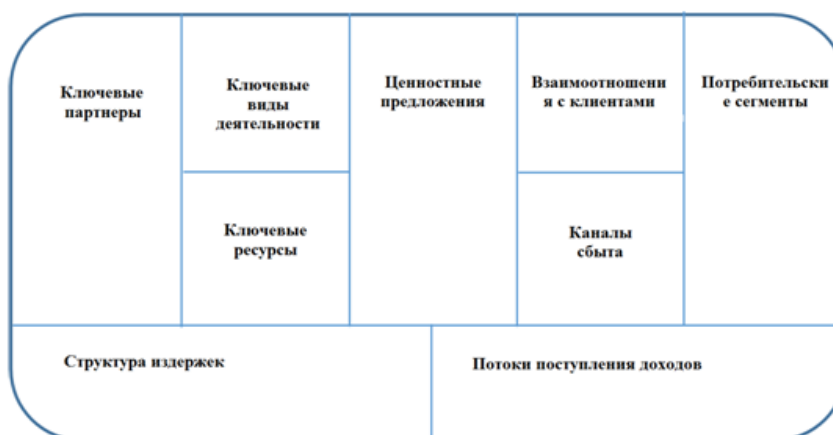 Ключевые
партнеры
Ключевые
виды
деятельности
Ключевые
ресурсы
Ценностные
предложения
Взаимоотношени
я с клиентами
Каналы
сбыта
Потребительски
е сегменты
Структура издержек
Потоки поступления доходов